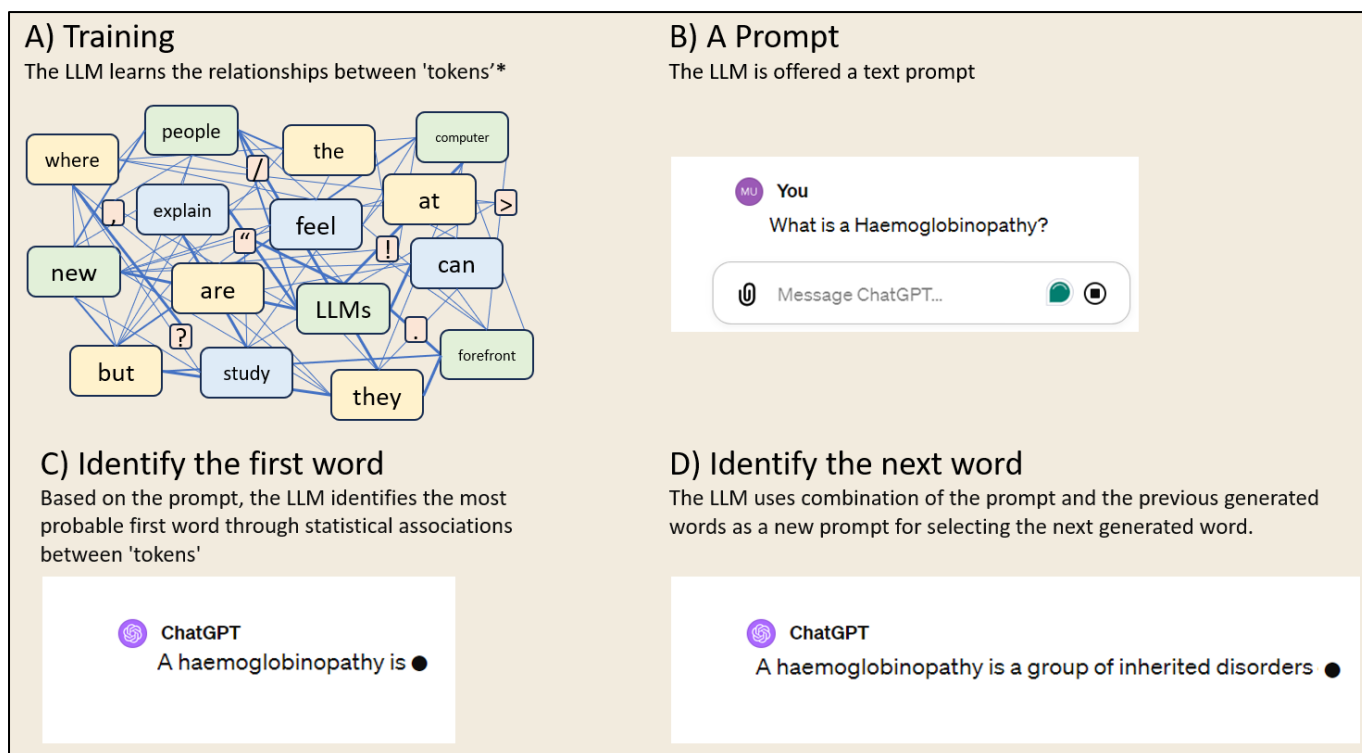 A) Training
The LLM learns the relationships between 'tokens'*
people
the
computer
where
/
at
explain
,
feel
>
“
!
new
are
can
LLMs
?
.
but
study
forefront
they
B) A Prompt
The LLM is offered a text prompt
MU
You
What is a Haemoglobinopathy?
Message ChatGPT...
C) Identify the first word
Based on the prompt, the LLM identifies the most
probable first word through statistical associations
between 'tokens'
ChatGPT
A haemoglobinopathy is
D) Identify the next word
The LLM uses combination of the prompt and the previous generated
words as a new prompt for selecting the next generated word.
ChatGPT
A haemoglobinopathy is a group of inherited disorders